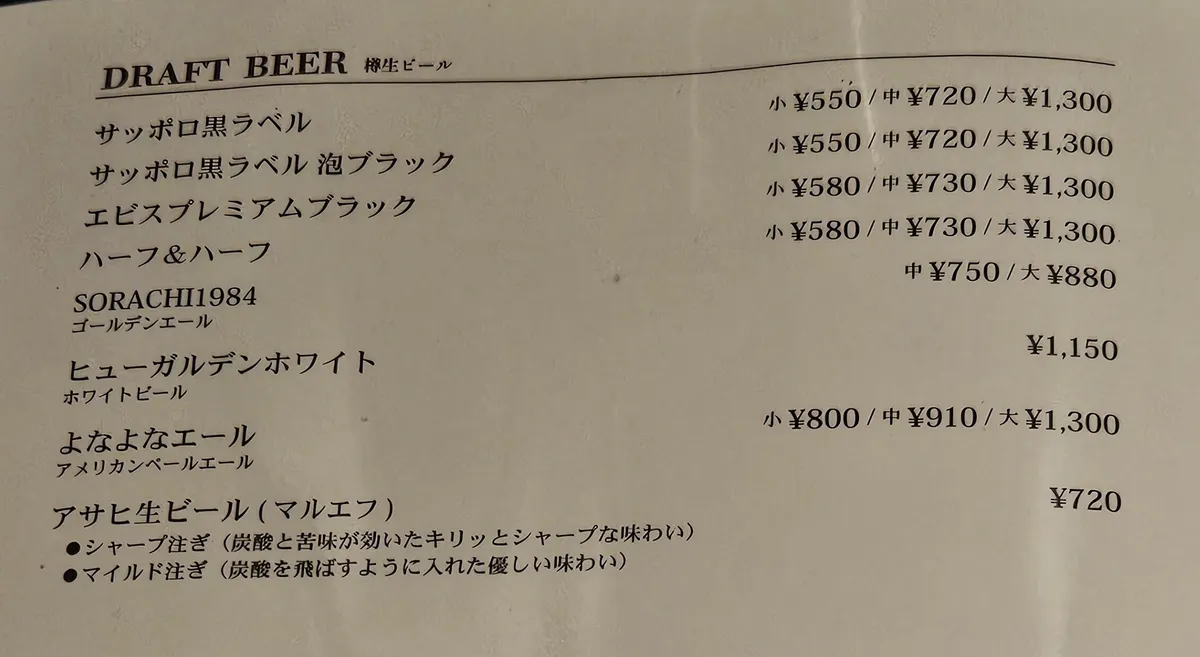 DRAFT BEER 樽生ビール
サッポロ黒ラベル 小 ¥550 / 中 ¥720 / 大 ¥1,300
サッポロ黒ラベル 泡ブラック 小 ¥550 / 中 ¥720 / 大 ¥1,300
エビスプレミアムブラック 小 ¥580 / 中 ¥730 / 大 ¥1,300
ハーフ&ハーフ 小 ¥580 / 中 ¥730 / 大 ¥1,300
SORACHI1984 中 ¥750 / 大 ¥880
ゴールデンエール
ヒューガルデンホワイト ¥1,150
ホワイトビール
よなよなエール 小 ¥800 / 中 ¥910 / 大 ¥1,300
アメリカンペールエール
アサヒ生ビール ( マルエフ ) ¥720
●シャープ注ぎ（炭酸と苦味が効いたキリッとシャープな味わい）
●マイルド注ぎ（炭酸を飛ばすように入れた優しい味わい）